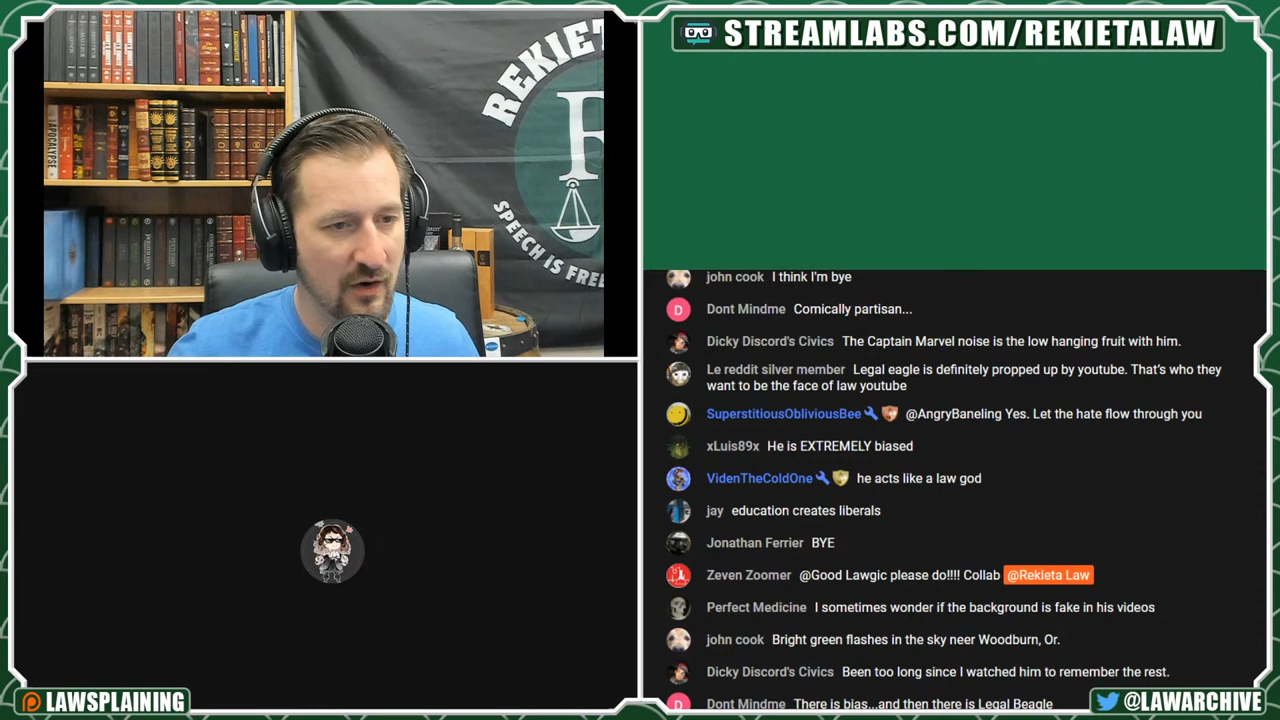 STREAMLABS.COM/REKIETALAW
REKIET
SPEECH IS FREE
APOCALYPSE
john cook I think I'm bye
D Dont Mindme Comically partisan...
Dicky Discord's Civics The Captain Marvel noise is the low hanging fruit with him.
Le reddit silver member Legal eagle is definitely propped up by youtube. That's who they
want to be the face of law youtube
SuperstitiousObliviousBee @AngryBaneling Yes. Let the hate flow through you
xLuis89x He is EXTREMELY biased
VidenTheColdOne he acts like a law god
jay education creates liberals
Jonathan Ferrier BYE
Zeven Zoomer @Good Lawgic please do!!!! Collab @Rekieta Law
Perfect Medicine I sometimes wonder if the background is fake in his videos
john cook Bright green flashes in the sky neer Woodburn, Or.
Dicky Discord's Civics Been too long since I watched him to remember the rest.
D Dont Mindme There is bias...and then there is Legal Beagle
LAWSPLAINING
@LAWARCHIVE